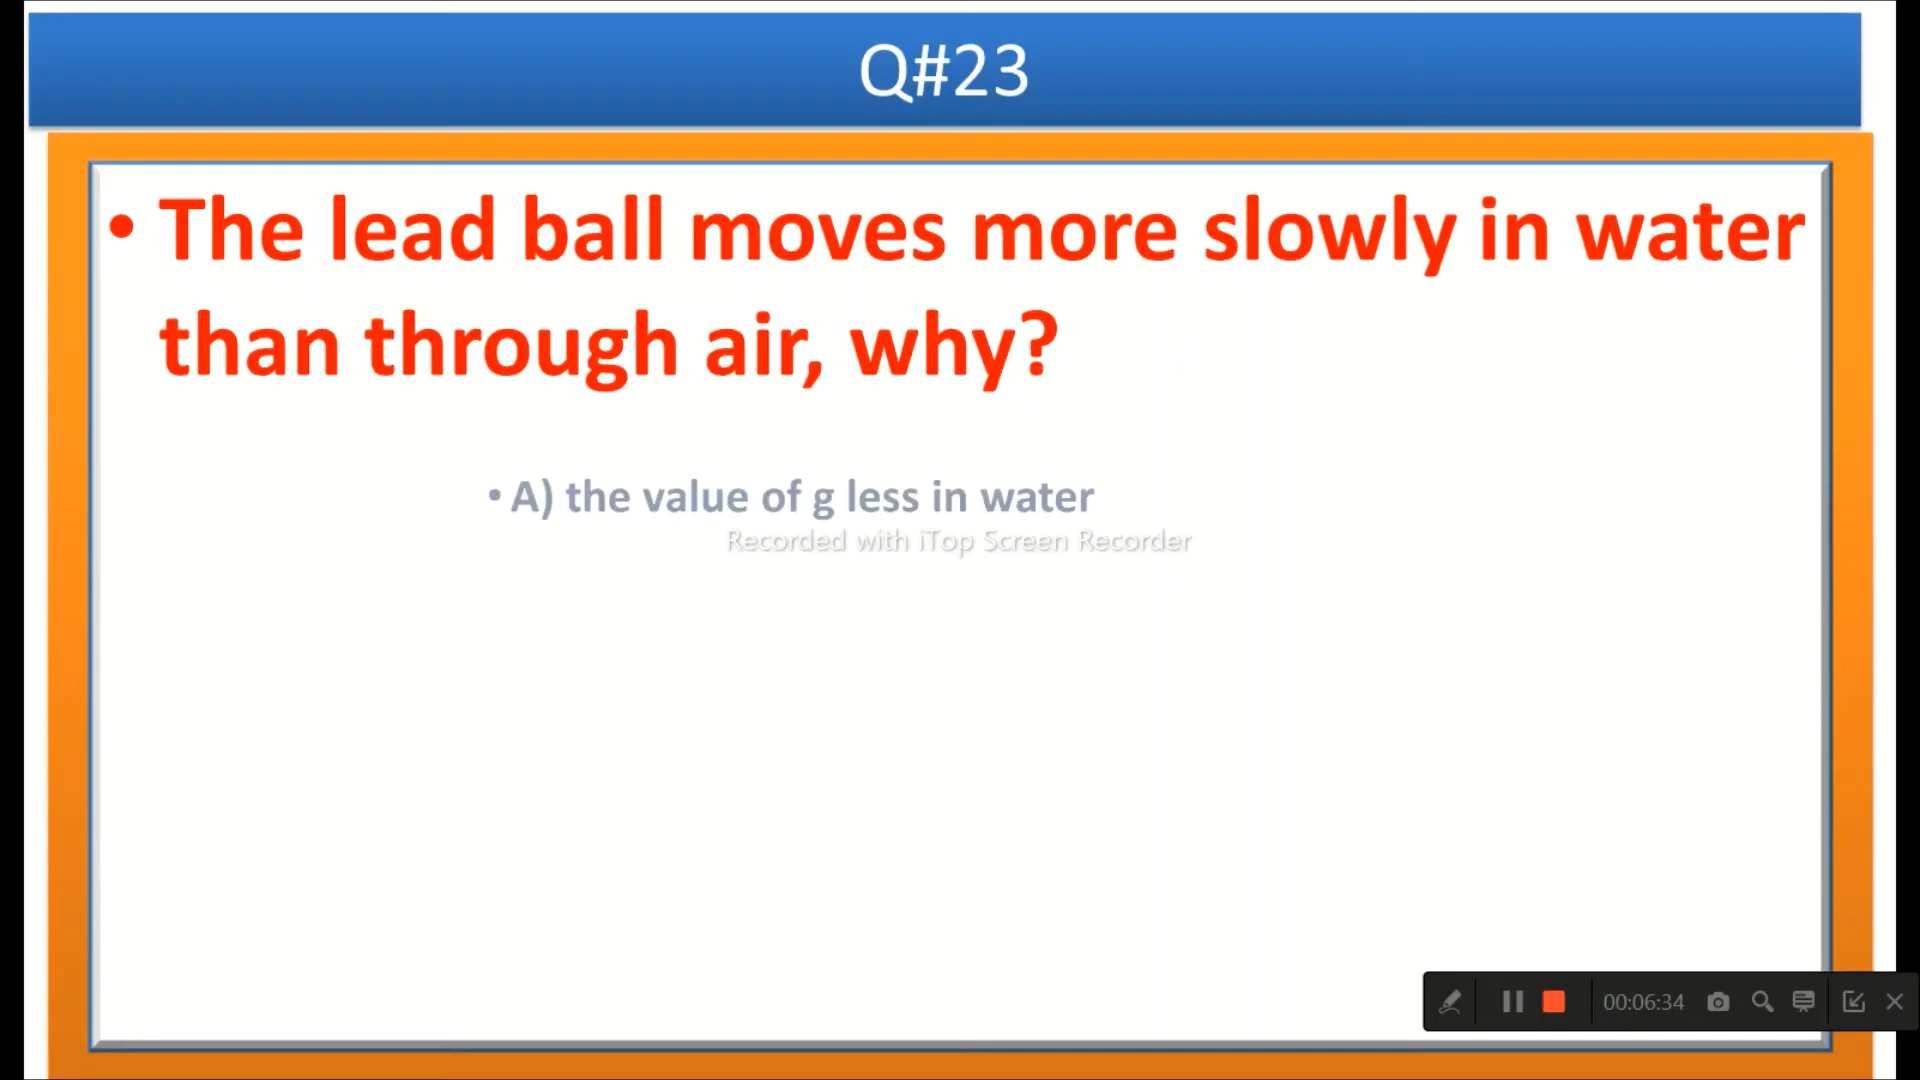 Q#23
• The lead ball moves more slowly in water
than through air, why?
• A) the value of g less in water
Recorded with iTop Screen Recorder
00:06:34